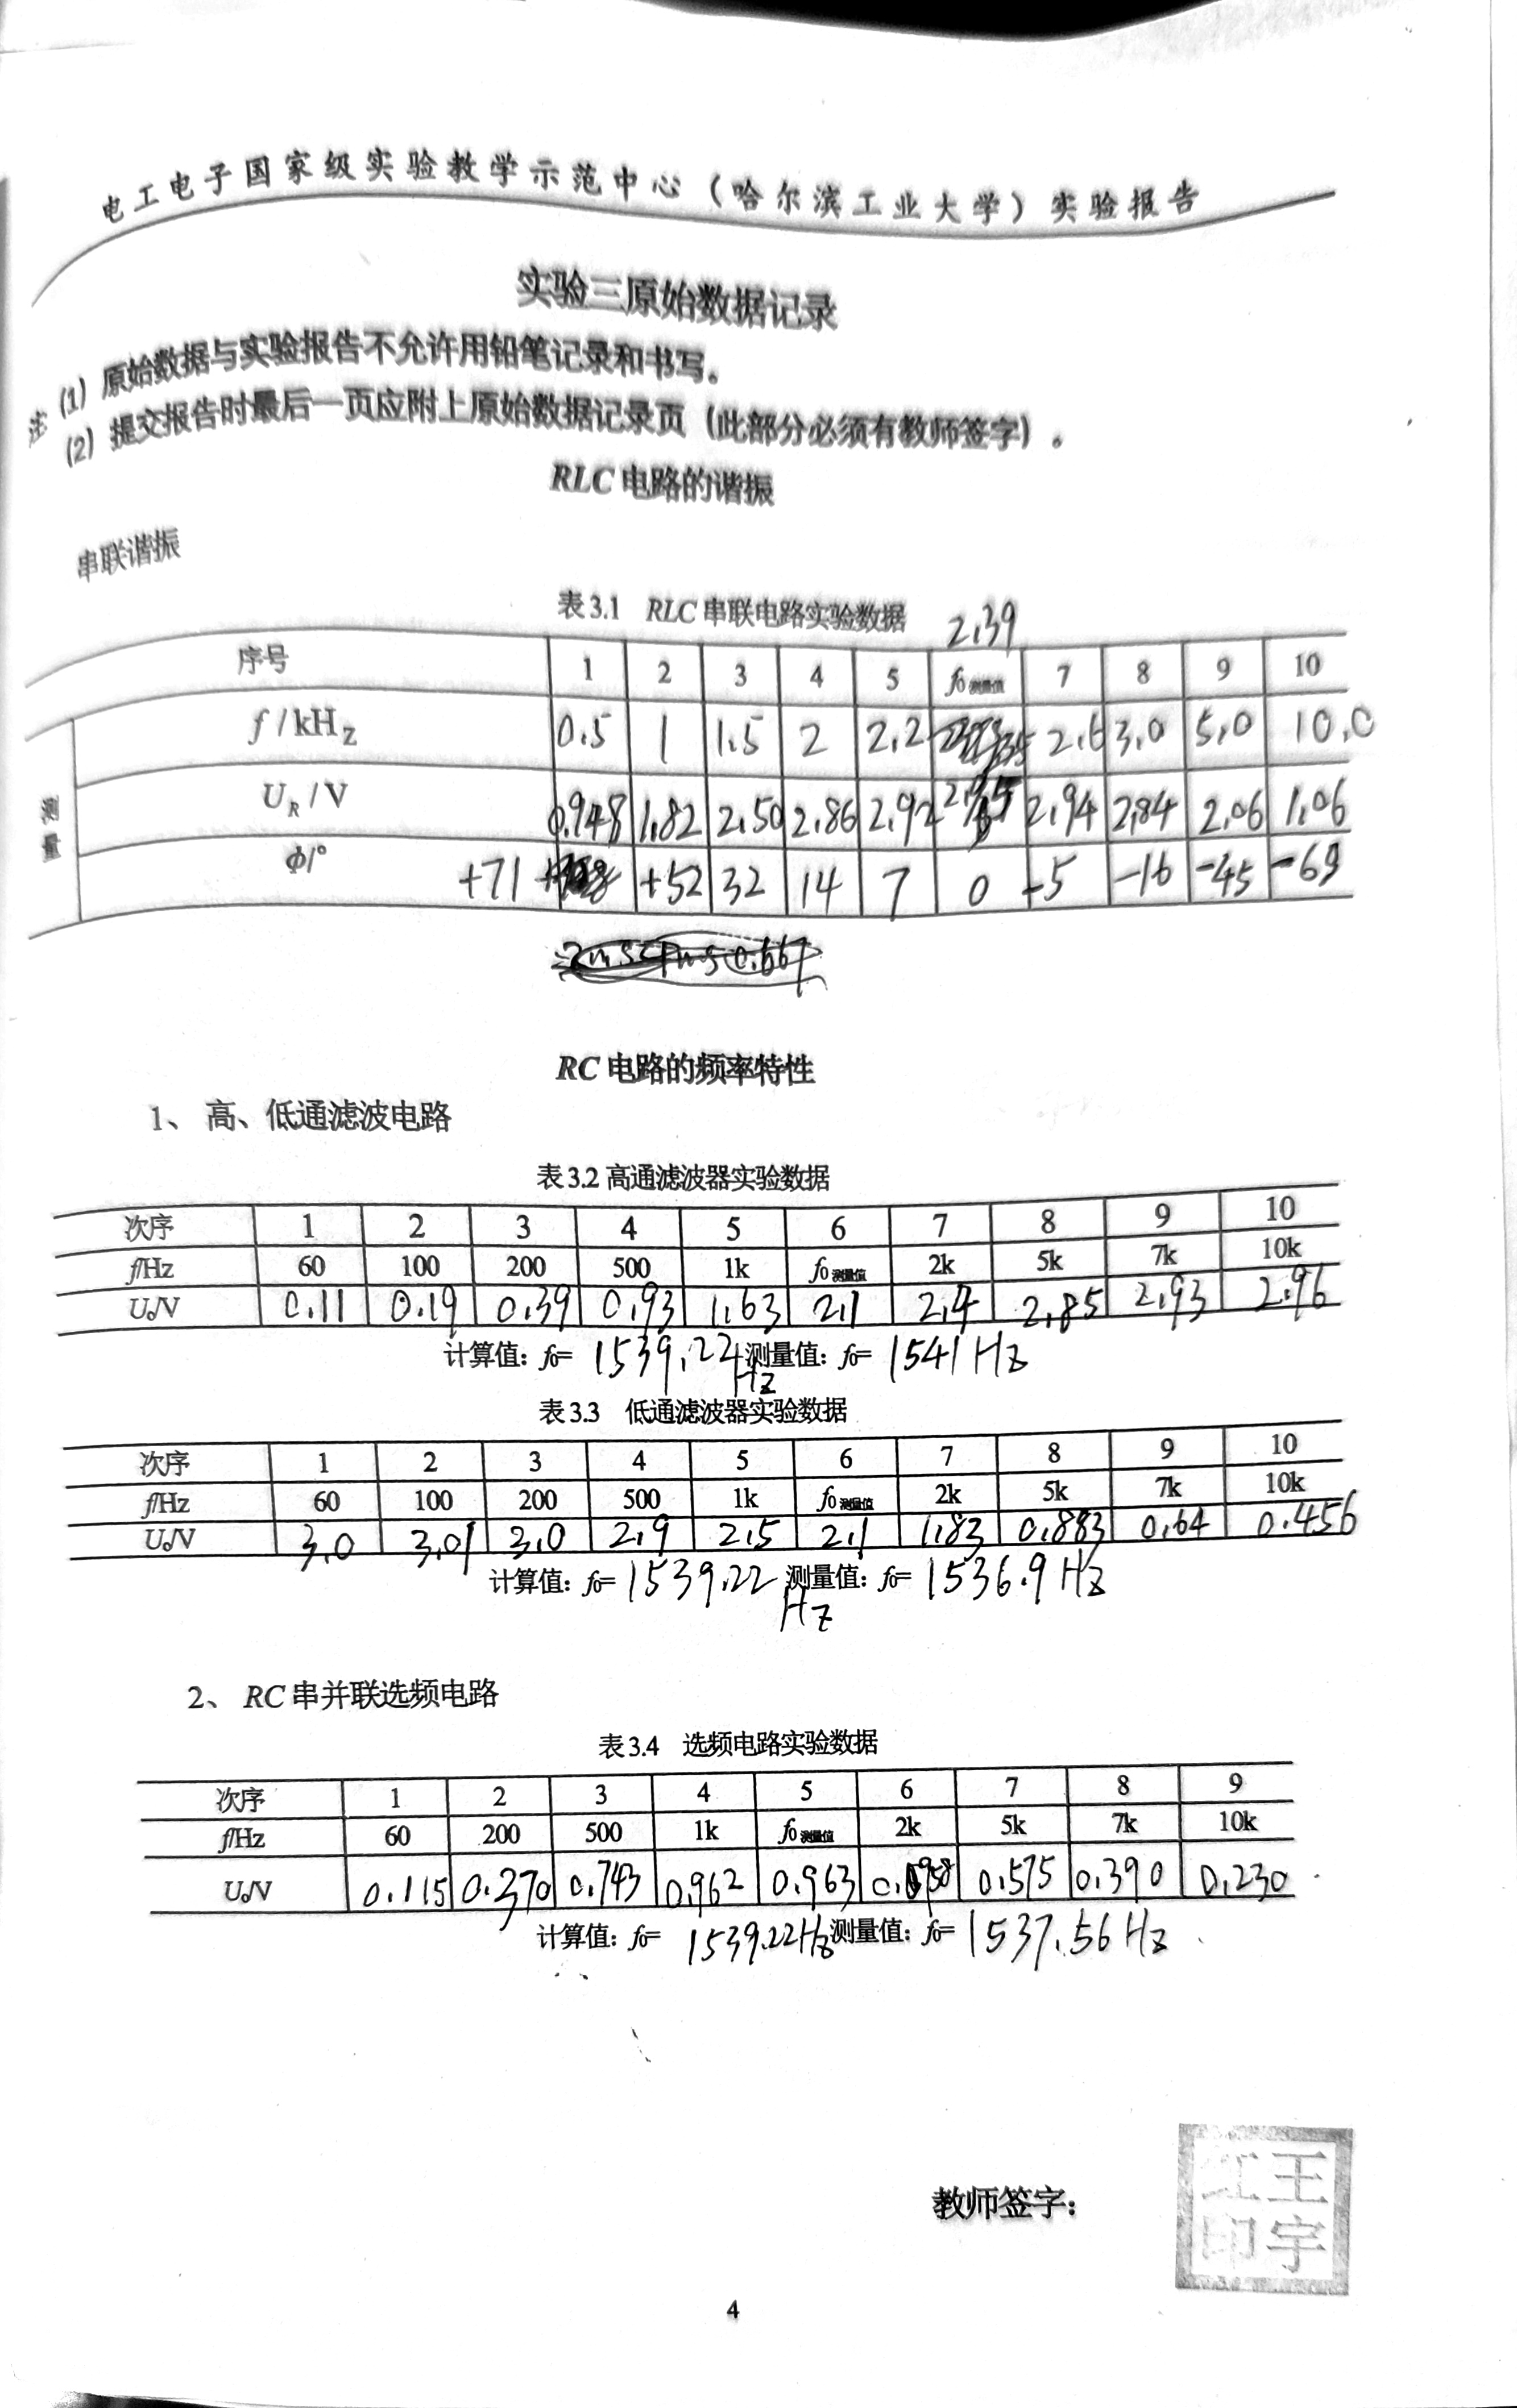 电工电子国家级实验教学示范中心（哈尔滨工业大学）实验报告
实验三原始数据记录
注 (1) 原始数据与实验报告不允许用铅笔记录和书写。
(2) 提交报告时最后一页应附上原始数据记录页（此部分必须有教师签字）。
RLC 电路的谐振
串联谐振
表 3.1 RLC 串联电路实验数据
2.39
序号 1 2 3 4 5 f0 测量值 7 8 9 10
测量
f /kHz 0.5 1 1.5 2 2.2 2.6 3.0 5.0 10.0
UR /V 0.948 1.82 2.50 2.86 2.92 2.94 2.84 2.06 1.06
Φ/° +71 +52 32 14 7 0 -5 -16 -45 -69
RC 电路的频率特性
1、 高、低通滤波电路
表 3.2 高通滤波器实验数据
次序 1 2 3 4 5 6 7 8 9 10
f/Hz 60 100 200 500 1k f0 测量值 2k 5k 7k 10k
Uo/V 0.11 0.19 0.39 0.93 1.63 2.1 2.4 2.85 2.93 2.96
计算值：f0= 1539.22 Hz 测量值：f0= 1541 Hz
表 3.3 低通滤波器实验数据
次序 1 2 3 4 5 6 7 8 9 10
f/Hz 60 100 200 500 1k f0 测量值 2k 5k 7k 10k
Uo/V 3.0 3.01 3.0 2.9 2.5 2.1 1.83 0.883 0.64 0.456
计算值：f0= 1539.22 Hz 测量值：f0= 1536.9 Hz
2、 RC 串并联选频电路
表 3.4 选频电路实验数据
次序 1 2 3 4 5 6 7 8 9
f/Hz 60 200 500 1k f0 测量值 2k 5k 7k 10k
Uo/V 0.115 0.370 0.743 0.962 0.963 0.575 0.390 0.230
计算值：f0= 1539.22Hz 测量值：f0= 1537.56 Hz
教师签字：
王宇红印
4